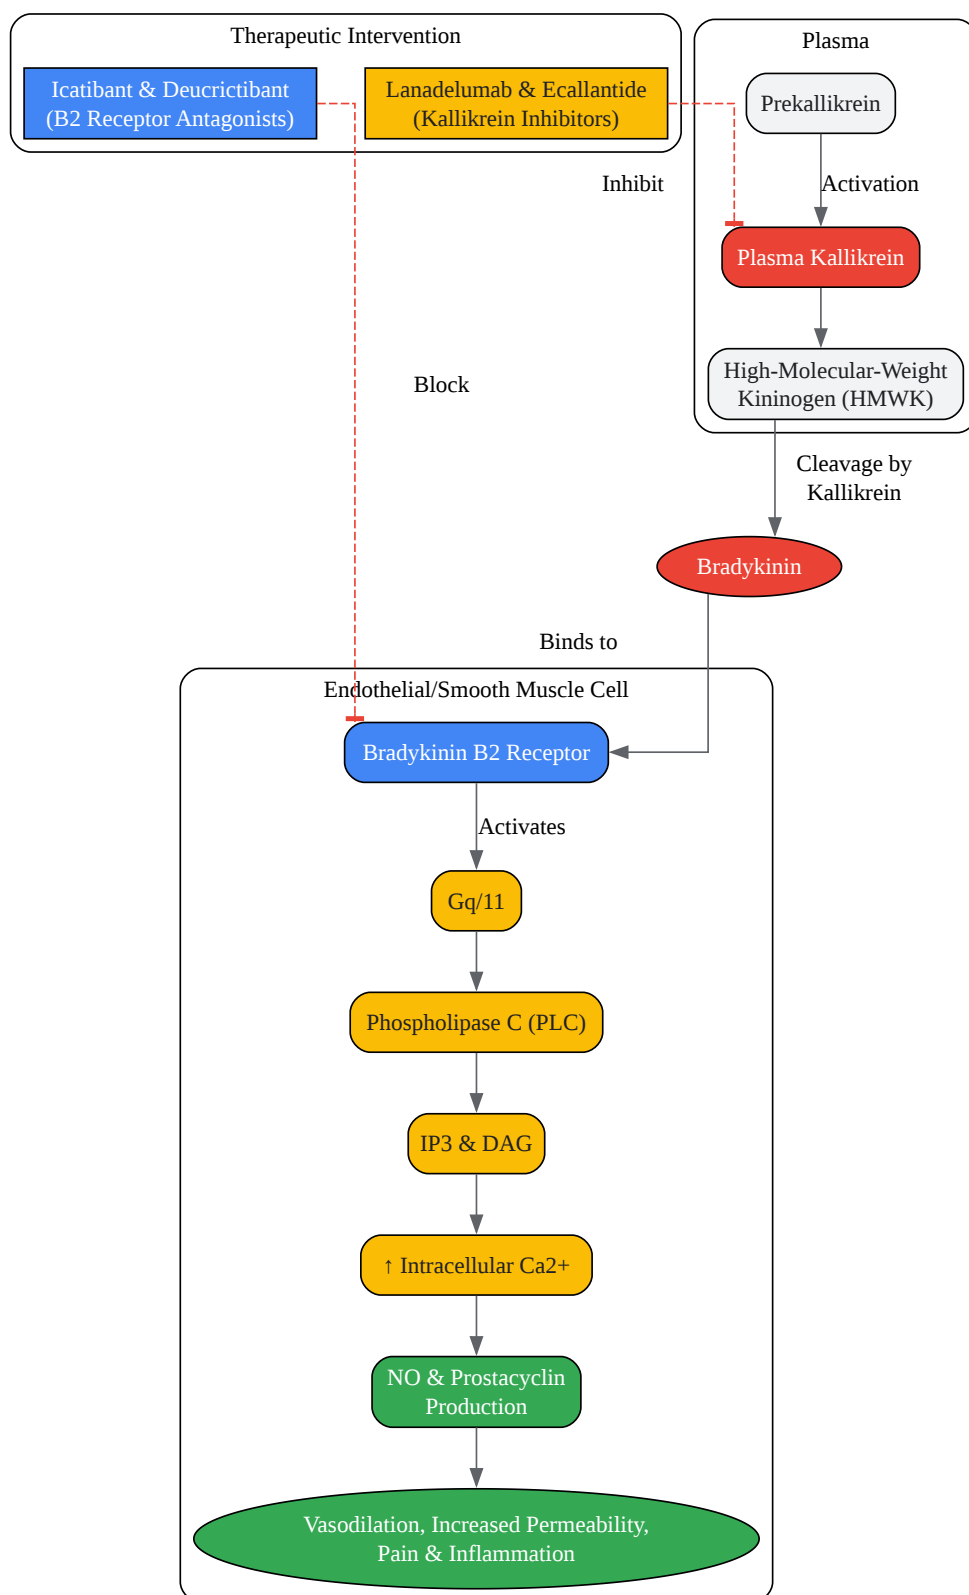 Therapeutic Intervention
Icatibant & Deucrictibant
(B2 Receptor Antagonists)
Lanadelumab & Ecallantide
(Kallikrein Inhibitors)
Plasma
Prekallikrein
Inhibit
Activation
Plasma Kallikrein
High-Molecular-Weight
Kininogen (HMWK)
Block
Cleavage by
Kallikrein
Bradykinin
Binds to
Endothelial/Smooth Muscle Cell
Bradykinin B2 Receptor
Activates
Gq/11
Phospholipase C (PLC)
IP3 & DAG
↑ Intracellular Ca2+
NO & Prostacyclin
Production
Vasodilation, Increased Permeability,
Pain & Inflammation